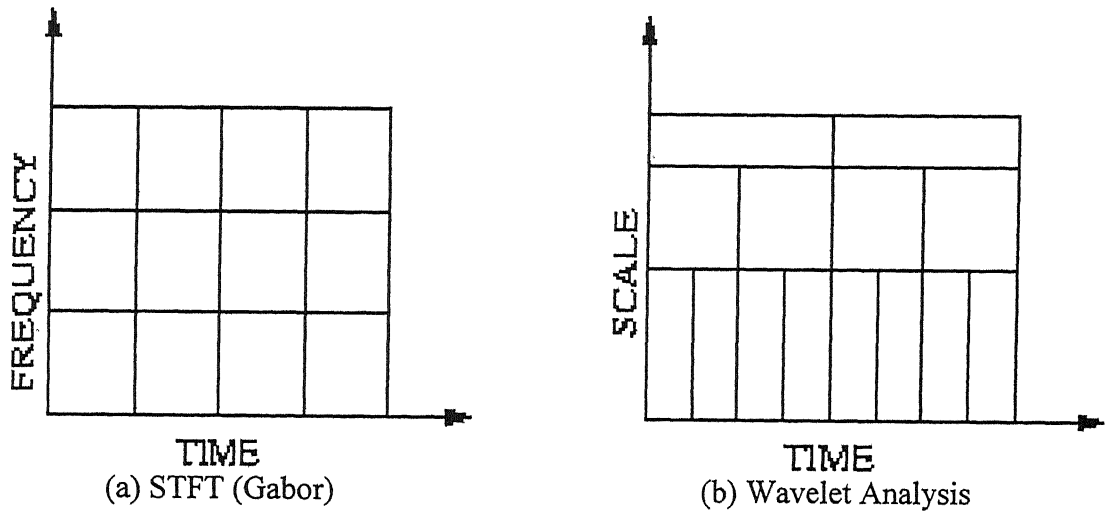 FREQUENCY
TIME
(a) STFT (Gabor)
SCALE
TIME
(b) Wavelet Analysis